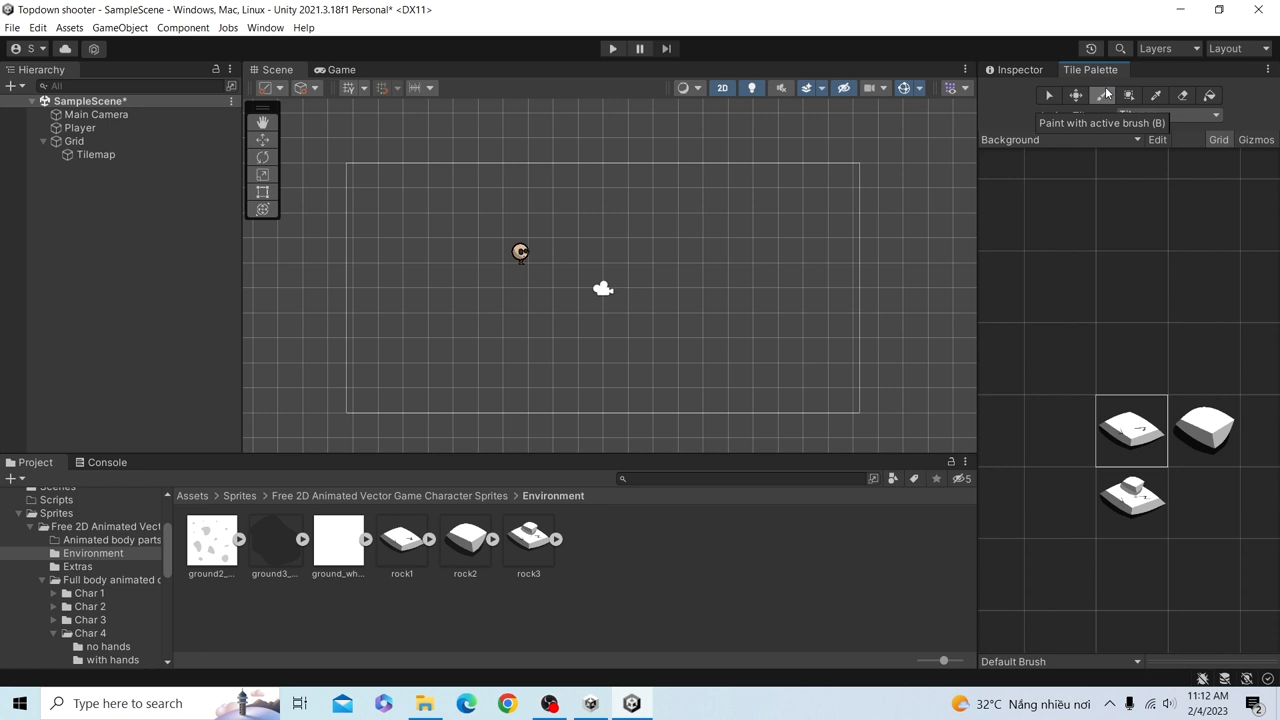 Topdown shooter - SampleScene - Windows, Mac, Linux - Unity 2021.3.18f1 Personal* <DX11>
File Edit Assets GameObject Component Jobs Window Help
S Layers Layout
Hierarchy Scene Game Inspector Tile Palette
All 2D
SampleScene*
Main Camera
Paint with active brush (B)
Player
Grid Background Edit Grid Gizmos
Tilemap
Project Console
5
Scripts Assets > Sprites > Free 2D Animated Vector Game Character Sprites > Environment
Sprites
Free 2D Animated Vect
Animated body parts
Environment
Extras
ground2_... ground3_... ground_wh... rock1 rock2 rock3
Full body animated c
Char 1
Char 2
Char 3
Char 4
no hands
with hands
Default Brush
Type here to search 32°C Nắng nhiều nơi 11:12 AM
2/4/2023 2